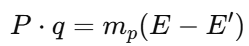 P · q = m_p(E − E′)